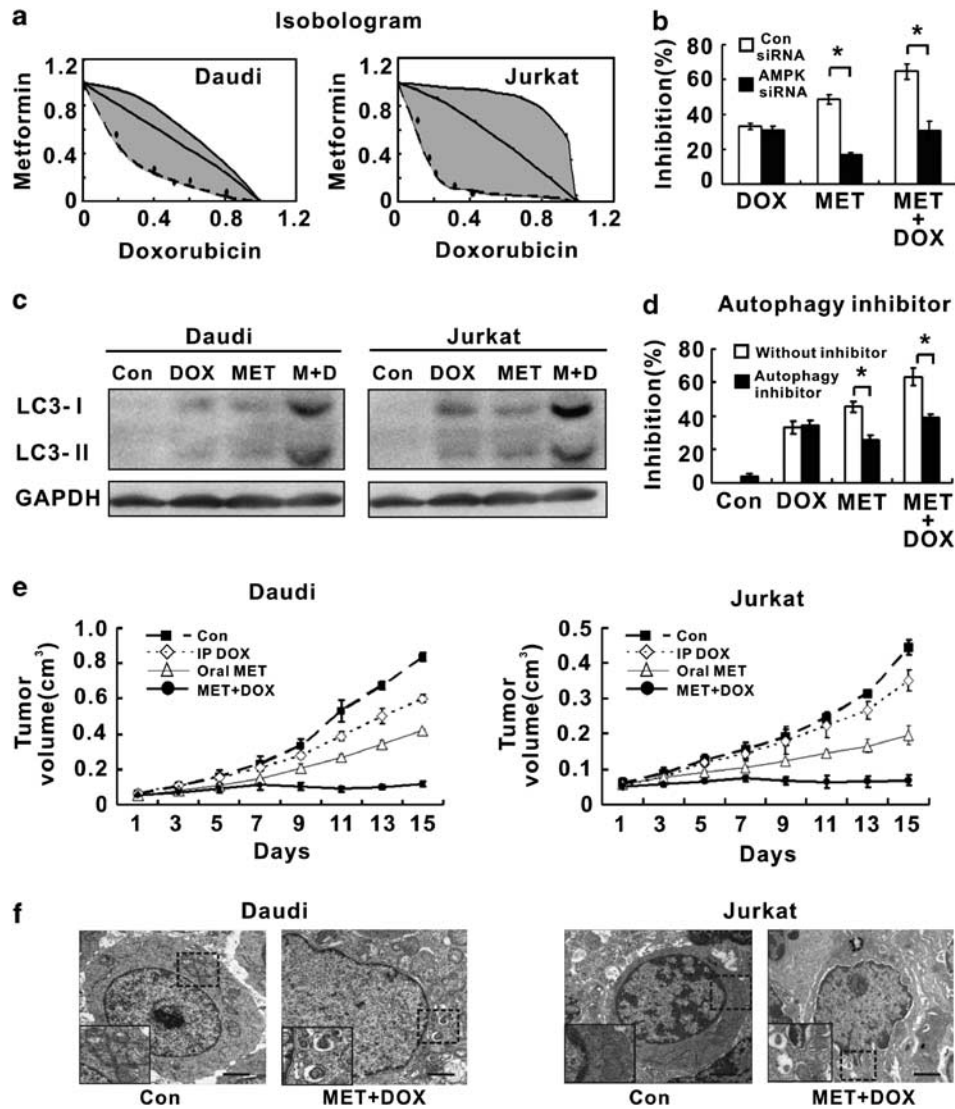 a
Isobologram
1.2
Daudi
0.8
0.4
0
Metformin
0 0.4 0.8 1.2
Doxorubicin
1.2
Jurkat
0.8
0.4
0
Metformin
0 0.4 0.8 1.2
Doxorubicin
b
Con
siRNA
AMPK
siRNA
* *
80
60
40
20
0
Inhibition(%)
DOX MET MET
+
DOX
c
Daudi Jurkat
Con DOX MET M+D Con DOX MET M+D
LC3-I
LC3-II
GAPDH
d
Autophagy inhibitor
Without inhibitor
Autophagy
inhibitor
* *
80
60
40
20
0
Inhibition(%)
Con DOX MET MET
+
DOX
e
Daudi
Con
IP DOX
Oral MET
MET+DOX
1.0
0.8
0.6
0.4
0.2
0
Tumor
volume(cm³)
1 3 5 7 9 11 13 15
Days
Jurkat
Con
IP DOX
Oral MET
MET+DOX
0.5
0.4
0.3
0.2
0.1
0
Tumor
volume(cm³)
1 3 5 7 9 11 13 15
Days
f
Daudi Jurkat
Con MET+DOX Con MET+DOX